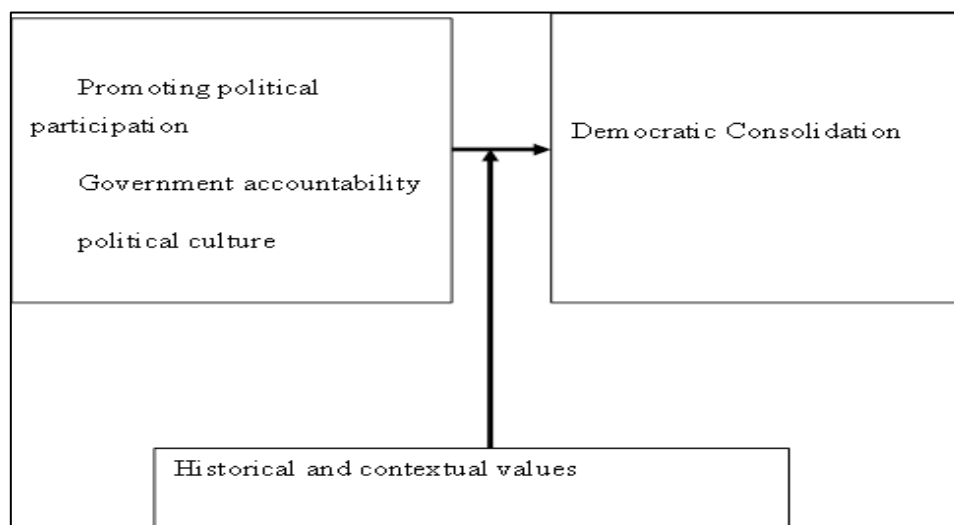 Promoting political
participation
Government accountability
political culture
Democratic Consolidation
Historical and contextual values